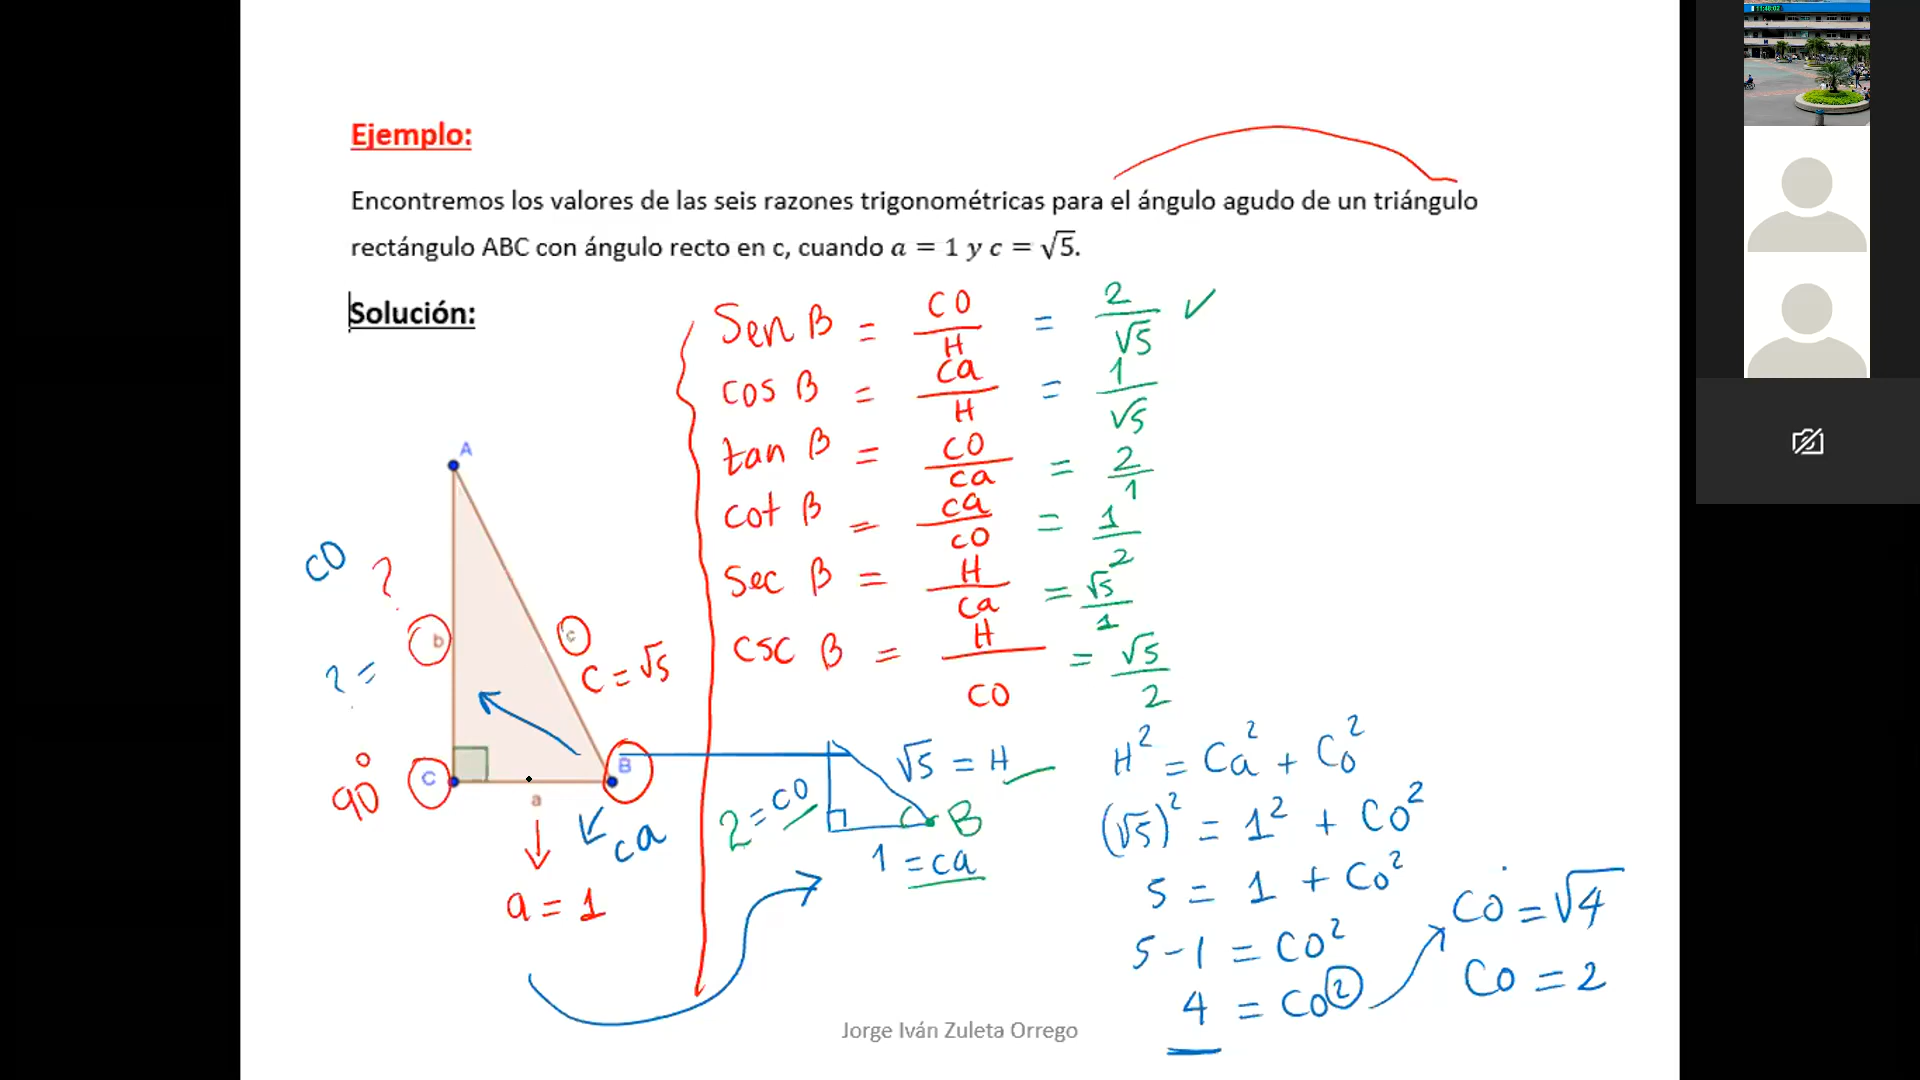 11:48:02
Ejemplo:
Encontremos los valores de las seis razones trigonométricas para el ángulo agudo de un triángulo
rectángulo ABC con ángulo recto en c, cuando a = 1 y c = √5.
Solución:
Sen B = CO/H = 2/√5 ✓
cos B = ca/H = 1/√5
tan B = CO/ca = 2/1
cot B = ca/CO = 1/2
Sec B = H/ca = √5/1
CSC B = H/CO = √5/2
A
CO ?
b
c
C = √5
? =
90°
C
B
a
ca
a = 1
√5 = H
2 = CO
B
1 = ca
H² = Ca² + Co²
(√5)² = 1² + CO²
5 = 1 + Co²
5 - 1 = CO²
4 = CO²
CO = √4
CO = 2
Jorge Iván Zuleta Orrego